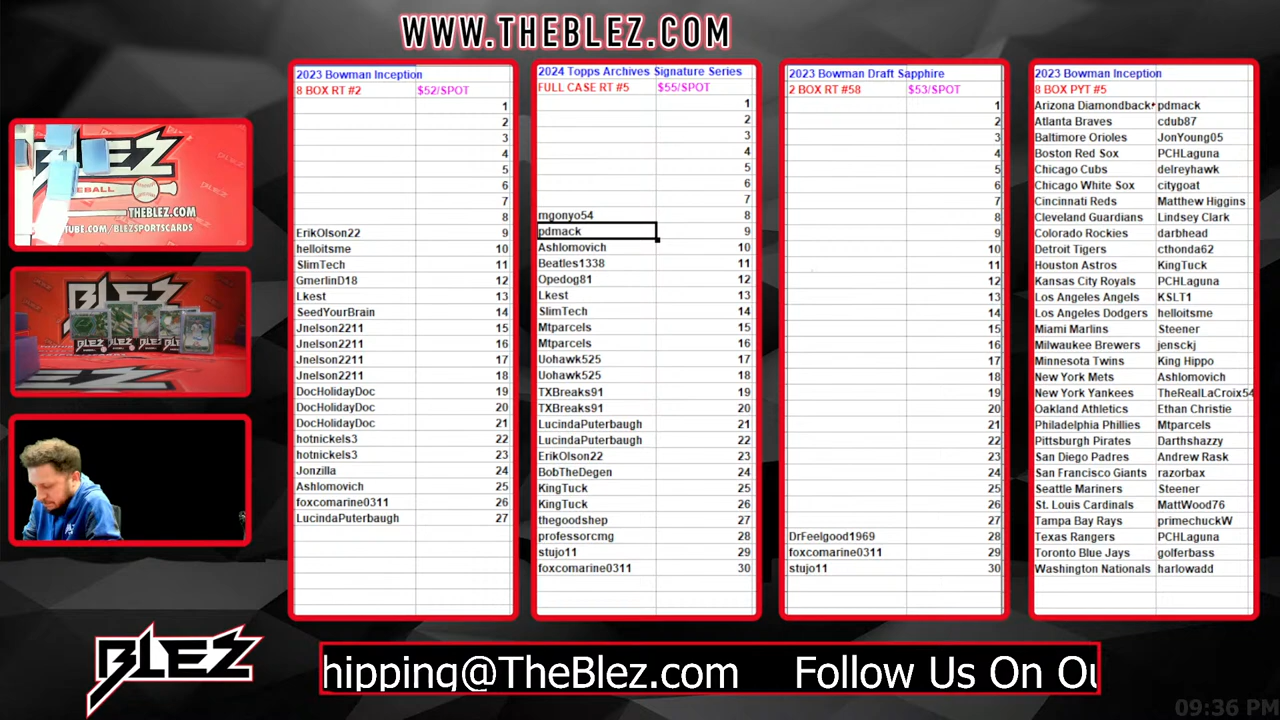 WWW.THEBLEZ.COM
2023 Bowman Inception
8 BOX RT #2 $52/SPOT
1
2
3
4
5
6
7
8
ErikOlson22 9
helloitsme 10
SlimTech 11
GmerlinD18 12
Lkest 13
SeedYourBrain 14
Jnelson2211 15
Jnelson2211 16
Jnelson2211 17
Jnelson2211 18
DocHolidayDoc 19
DocHolidayDoc 20
DocHolidayDoc 21
hotnickels3 22
hotnickels3 23
Jonzilla 24
Ashlomovich 25
foxcomarine0311 26
LucindaPuterbaugh 27
2024 Topps Archives Signature Series
FULL CASE RT #5 $55/SPOT
1
2
3
4
5
6
7
mgonyo54 8
pdmack 9
Ashlomovich 10
Beatles1338 11
Opedog81 12
Lkest 13
SlimTech 14
Mtparcels 15
Mtparcels 16
Uohawk525 17
Uohawk525 18
TXBreaks91 19
TXBreaks91 20
LucindaPuterbaugh 21
LucindaPuterbaugh 22
ErikOlson22 23
BobTheDegen 24
KingTuck 25
KingTuck 26
thegoodshep 27
professorcmg 28
stujo11 29
foxcomarine0311 30
2023 Bowman Draft Sapphire
2 BOX RT #58 $53/SPOT
1
2
3
4
5
6
7
8
9
10
11
12
13
14
15
16
17
18
19
20
21
22
23
24
25
26
27
DrFeelgood1969 28
foxcomarine0311 29
stujo11 30
2023 Bowman Inception
8 BOX PYT #5
Arizona Diamondback pdmack
Atlanta Braves cdub87
Baltimore Orioles JonYoung05
Boston Red Sox PCHLaguna
Chicago Cubs delreyhawk
Chicago White Sox citygoat
Cincinnati Reds Matthew Higgins
Cleveland Guardians Lindsey Clark
Colorado Rockies darbhead
Detroit Tigers cthonda62
Houston Astros KingTuck
Kansas City Royals PCHLaguna
Los Angeles Angels KSLT1
Los Angeles Dodgers helloitsme
Miami Marlins Steener
Milwaukee Brewers jensckj
Minnesota Twins King Hippo
New York Mets Ashlomovich
New York Yankees TheRealLaCroix54
Oakland Athletics Ethan Christie
Philadelphia Phillies Mtparcels
Pittsburgh Pirates Darthshazzy
San Diego Padres Andrew Rask
San Francisco Giants razorbax
Seattle Mariners Steener
St. Louis Cardinals MattWood76
Tampa Bay Rays primechuckW
Texas Rangers PCHLaguna
Toronto Blue Jays golferbass
Washington Nationals harlowadd
BLEZ
THEBLEZ.COM
TUBE.COM/BLEZSPORTSCARDS
BLEZ
BLEZ
hipping@TheBlez.com Follow Us On Ou
09:36 PM